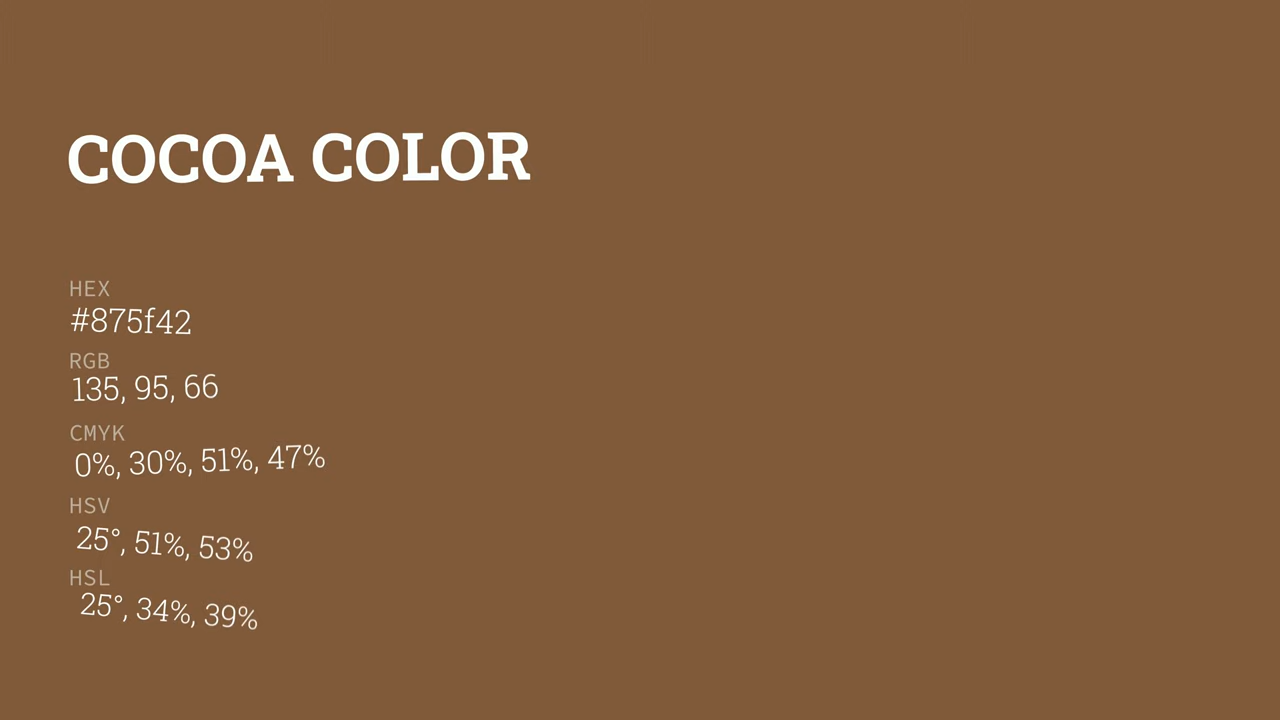 COCOA COLOR
HEX
#875f42
RGB
135, 95, 66
CMYK
0%, 30%, 51%, 47%
HSV
25°, 51%, 53%
HSL
25°, 34%, 39%